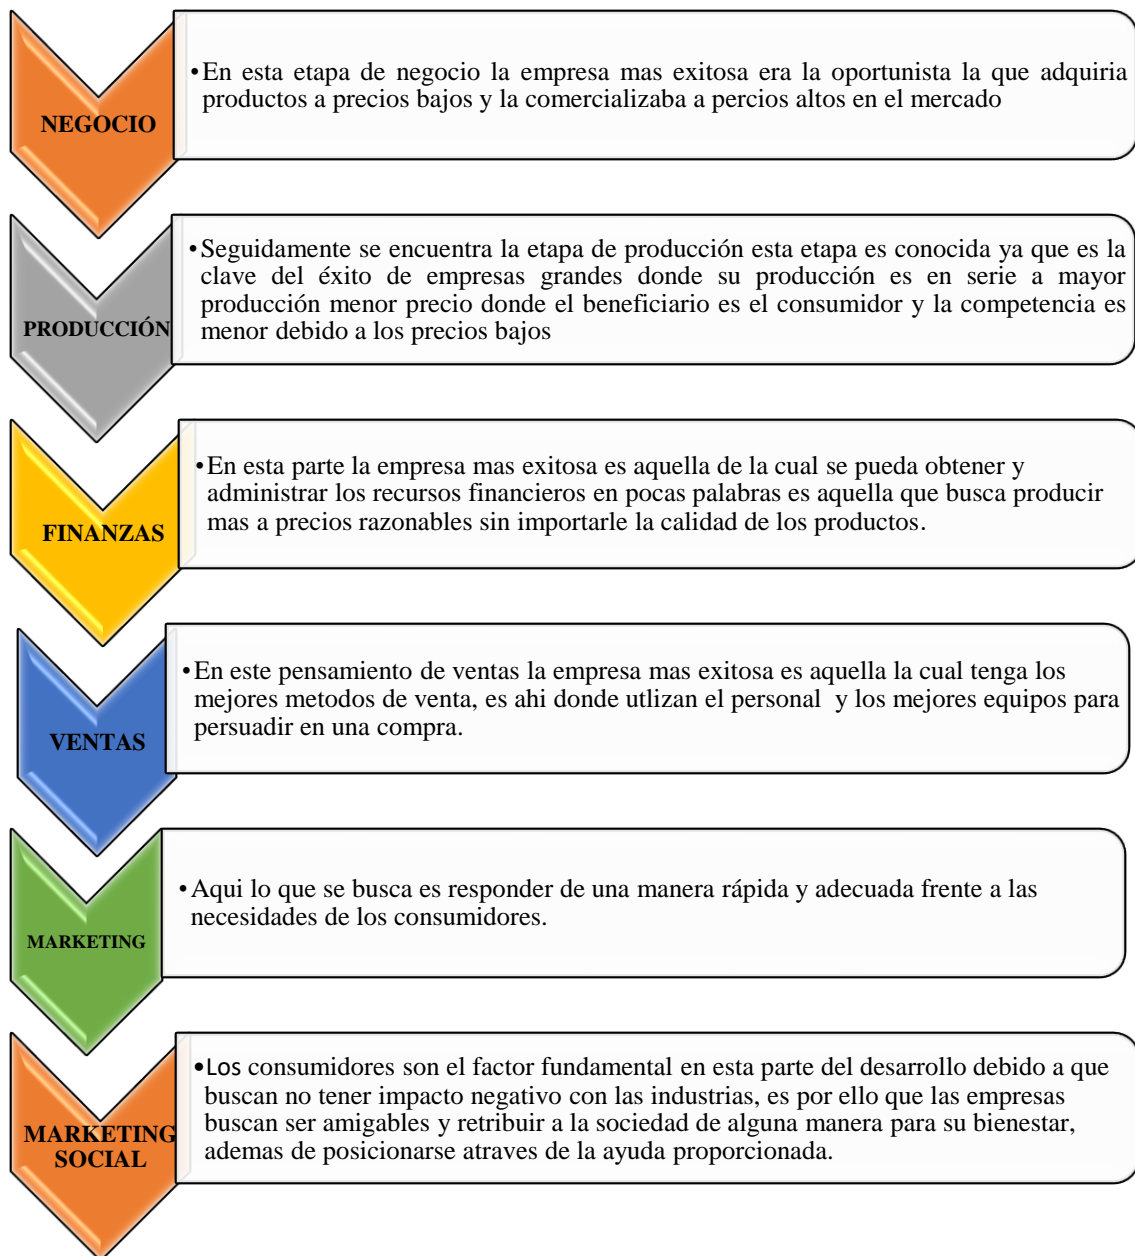 NEGOCIO
•En esta etapa de negocio la empresa mas exitosa era la oportunista la que adquiria
productos a precios bajos y la comercializaba a percios altos en el mercado
PRODUCCIÓN
•Seguidamente se encuentra la etapa de producción esta etapa es conocida ya que es la
clave del éxito de empresas grandes donde su producción es en serie a mayor
producción menor precio donde el beneficiario es el consumidor y la competencia es
menor debido a los precios bajos
FINANZAS
•En esta parte la empresa mas exitosa es aquella de la cual se pueda obtener y
administrar los recursos financieros en pocas palabras es aquella que busca producir
mas a precios razonables sin importarle la calidad de los productos.
VENTAS
•En este pensamiento de ventas la empresa mas exitosa es aquella la cual tenga los
mejores metodos de venta, es ahi donde utlizan el personal y los mejores equipos para
persuadir en una compra.
MARKETING
•Aqui lo que se busca es responder de una manera rápida y adecuada frente a las
necesidades de los consumidores.
MARKETING
SOCIAL
•Los consumidores son el factor fundamental en esta parte del desarrollo debido a que
buscan no tener impacto negativo con las industrias, es por ello que las empresas
buscan ser amigables y retribuir a la sociedad de alguna manera para su bienestar,
ademas de posicionarse atraves de la ayuda proporcionada.